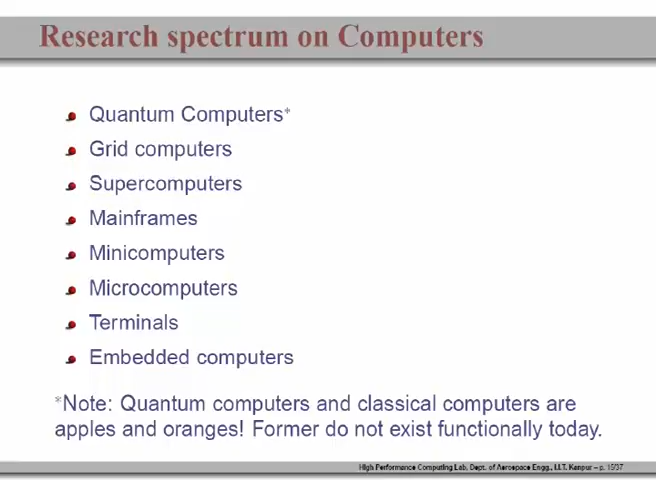 Research spectrum on Computers
Quantum Computers*
Grid computers
Supercomputers
Mainframes
Minicomputers
Microcomputers
Terminals
Embedded computers
*Note: Quantum computers and classical computers are
apples and oranges! Former do not exist functionally today.
High Performance Computing Lab, Dept. of Aerospace Engg., I.I.T. Kanpur – p. 15/37